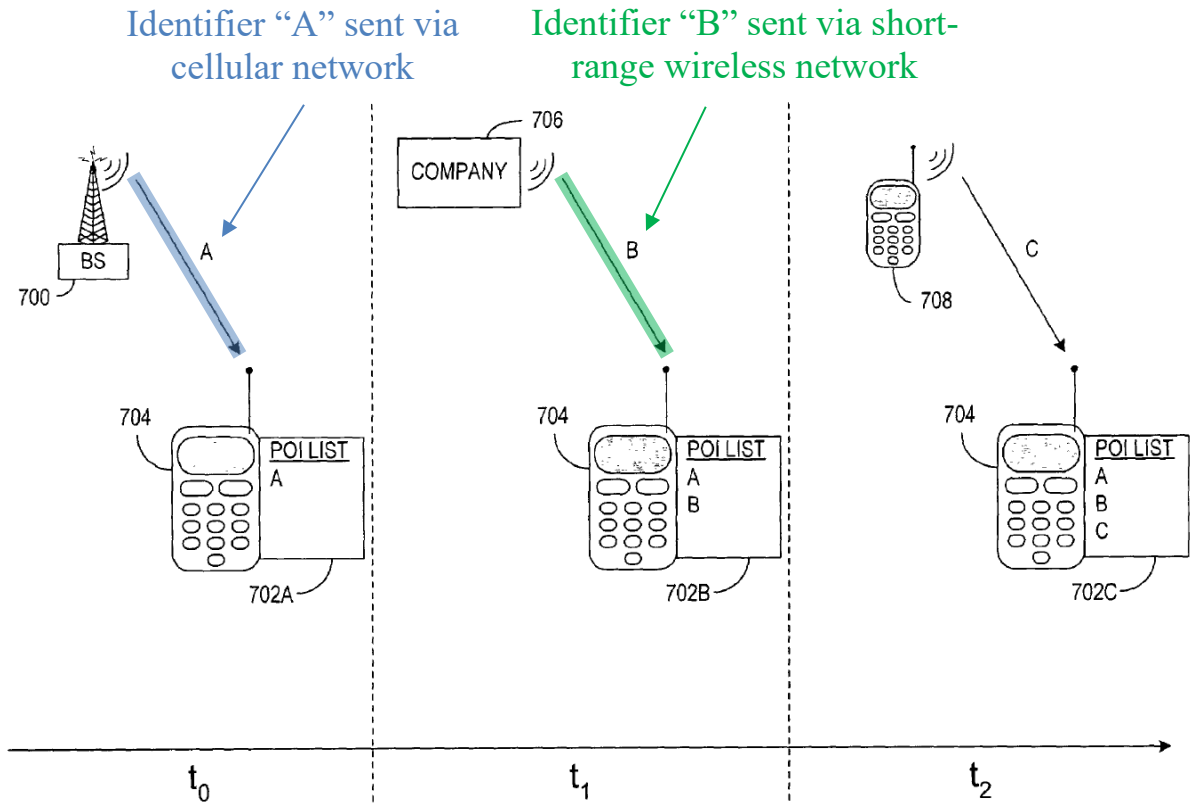 Identifier “A” sent via
cellular network
Identifier “B” sent via short-
range wireless network
BS
700
A
704
POI LIST
A
702A
706
COMPANY
B
704
POI LIST
A
B
702B
708
C
704
POI LIST
A
B
C
702C
t0
t1
t2